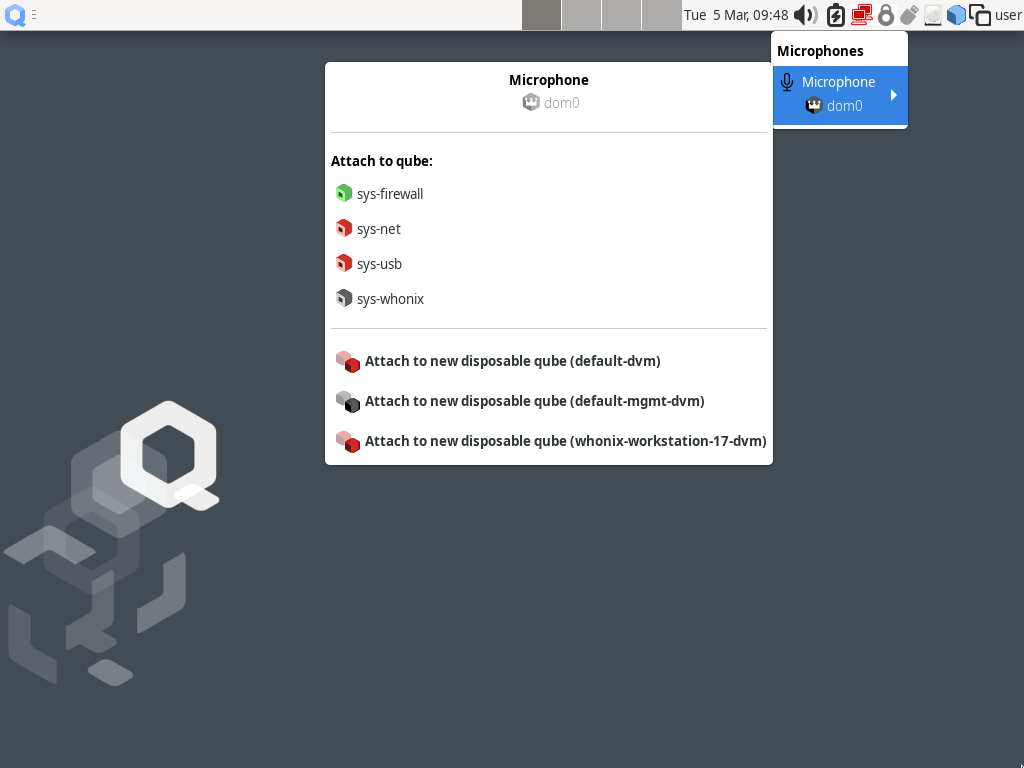 Tue 5 Mar, 09:48
user
Microphones
Microphone
dom0
Microphone
dom0
Attach to qube:
sys-firewall
sys-net
sys-usb
sys-whonix
Attach to new disposable qube (default-dvm)
Attach to new disposable qube (default-mgmt-dvm)
Attach to new disposable qube (whonix-workstation-17-dvm)